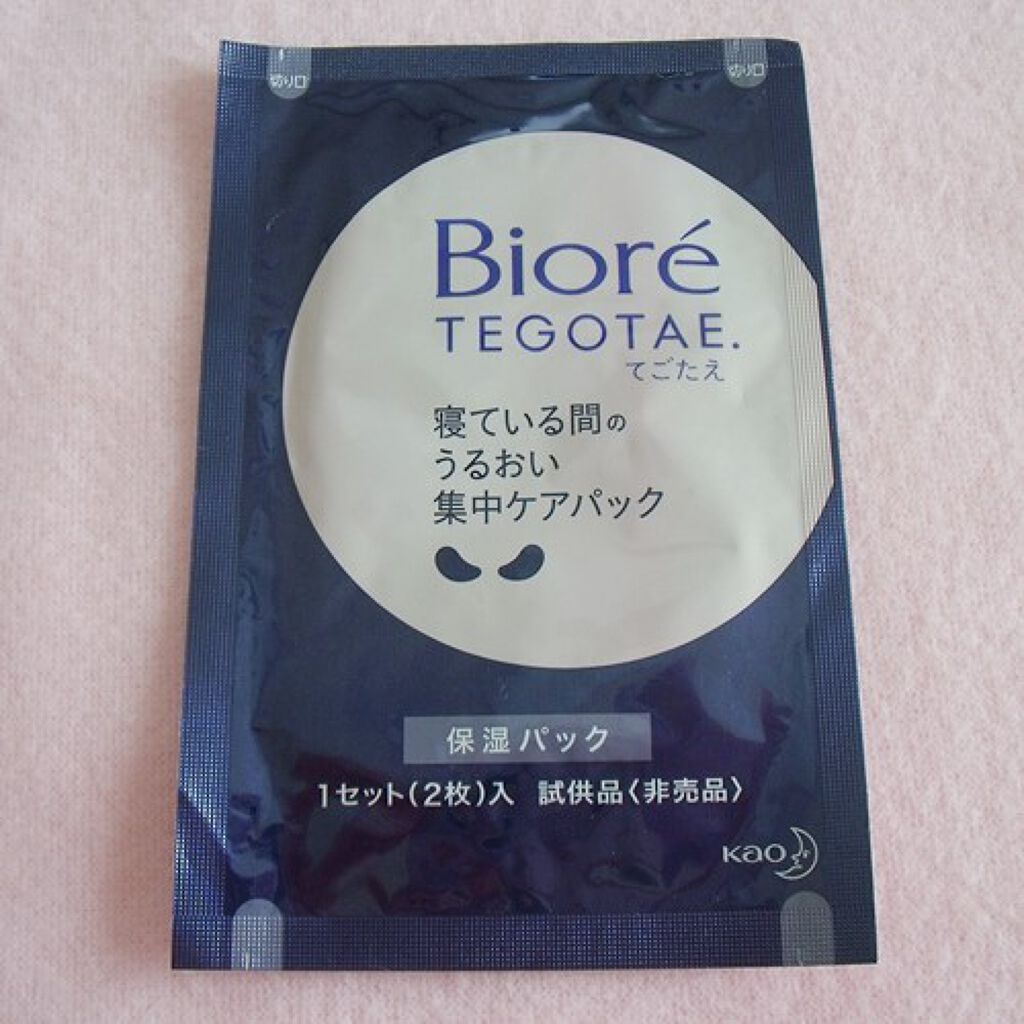 切り口
切り口
Bioré
TEGOTAE.
てごたえ
寝ている間の
うるおい
集中ケアパック
保湿パック
1セット(2枚)入 試供品〈非売品〉
Kao